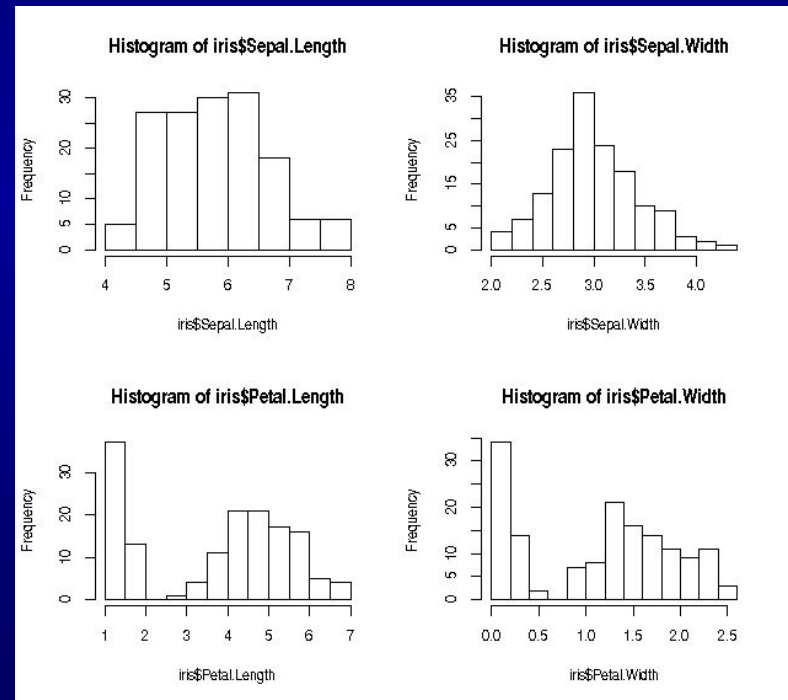 Histogram of iris$Sepal.Length
Frequency
0 5 10 20 30
4 5 6 7 8
iris$Sepal.Length
Histogram of iris$Sepal.Width
Frequency
0 5 15 25 35
2.0 2.5 3.0 3.5 4.0
iris$Sepal.Width
Histogram of iris$Petal.Length
Frequency
0 10 20 30
1 2 3 4 5 6 7
iris$Petal.Length
Histogram of iris$Petal.Width
Frequency
0 5 10 20 30
0.0 0.5 1.0 1.5 2.0 2.5
iris$Petal.Width